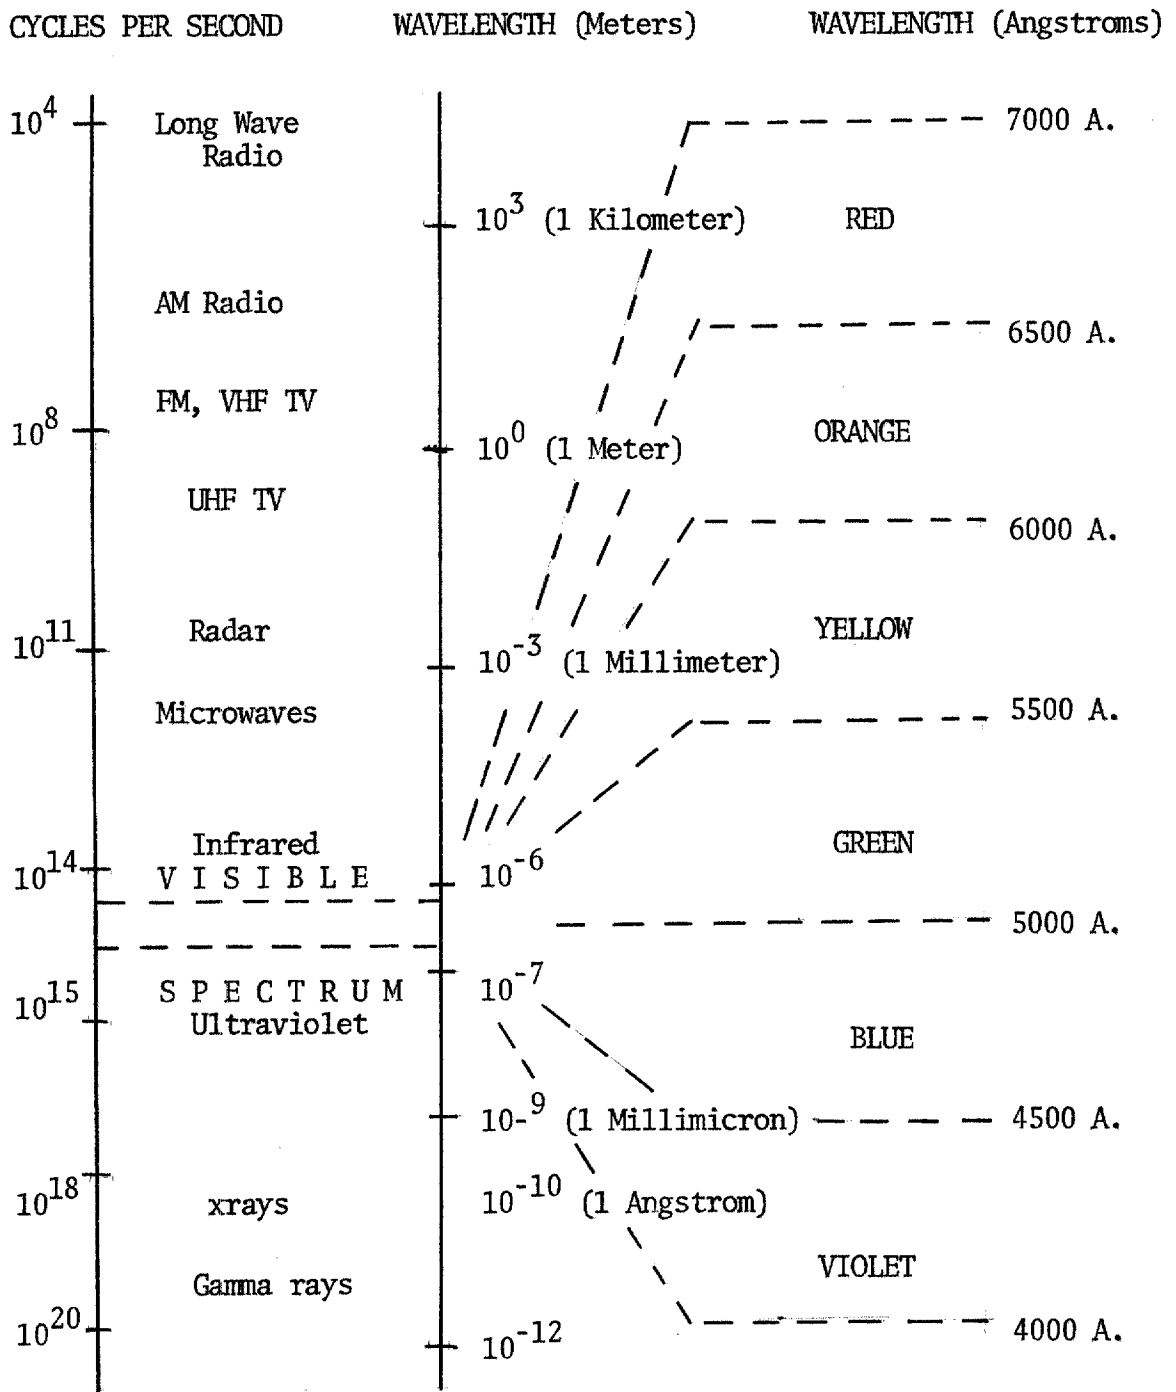 CYCLES PER SECOND WAVELENGTH (Meters) WAVELENGTH (Angstroms)
10^4 Long Wave 7000 A.
Radio
10^3 (1 Kilometer) RED
AM Radio
6500 A.
FM, VHF TV
10^8 10^0 (1 Meter) ORANGE
UHF TV
6000 A.
10^11 Radar YELLOW
10^-3 (1 Millimeter)
Microwaves 5500 A.
Infrared GREEN
10^14 V I S I B L E 10^-6
5000 A.
10^15 S P E C T R U M 10^-7
Ultraviolet
BLUE
10-^9 (1 Millimicron) 4500 A.
10^18 xrays 10^-10 (1 Angstrom)
Gamma rays VIOLET
10^20 10^-12 4000 A.